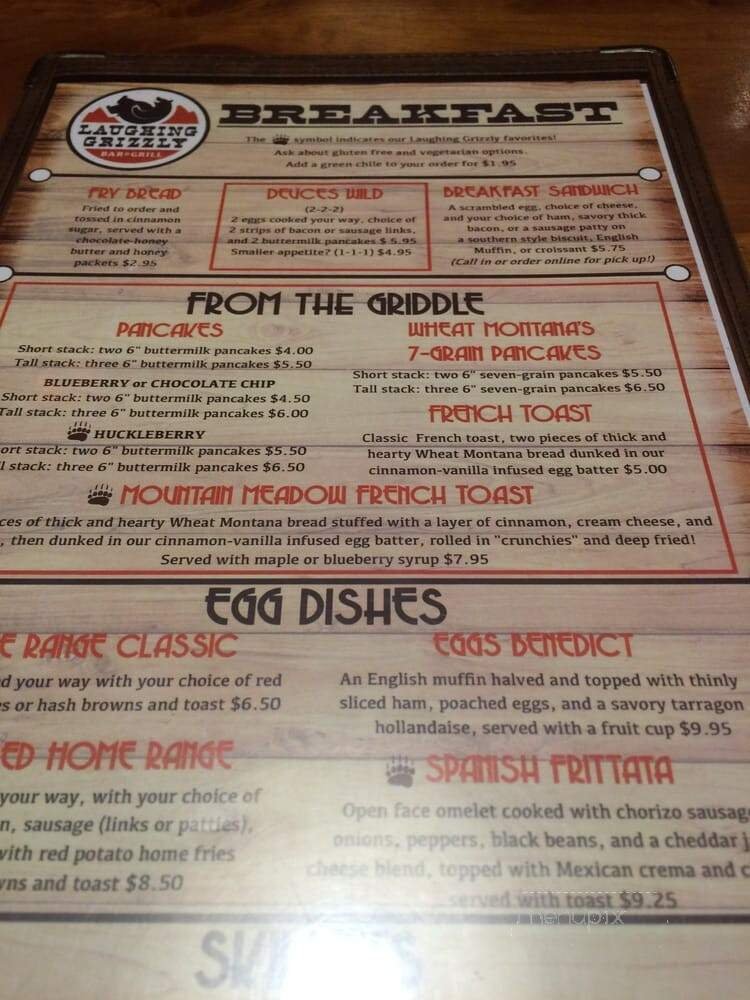 LAUGHING
GRIZZLY
BAR & GRILL
BREAKFAST
The symbol indicates our Laughing Grizzly favorites!
Ask about gluten free and vegetarian options.
Add a green chile to your order for $1.95
FRY BREAD
Fried to order and
tossed in cinnamon
sugar, served with a
chocolate-honey
butter and honey
packets $2.95
DEUCES WILD
(2-2-2)
2 eggs cooked your way, choice of
2 strips of bacon or sausage links,
and 2 buttermilk pancakes $ 5.95
Smaller appetite? (1-1-1) $4.95
BREAKFAST SANDWICH
A scrambled egg, choice of cheese,
and your choice of ham, savory thick
bacon, or a sausage patty on
a southern style biscuit, English
Muffin, or croissant $5.75
(Call in or order online for pick up!)
FROM THE GRIDDLE
PANCAKES
Short stack: two 6" buttermilk pancakes $4.00
Tall stack: three 6" buttermilk pancakes $5.50
BLUEBERRY or CHOCOLATE CHIP
Short stack: two 6" buttermilk pancakes $4.50
Tall stack: three 6" buttermilk pancakes $6.00
HUCKLEBERRY
ort stack: two 6" buttermilk pancakes $5.50
l stack: three 6" buttermilk pancakes $6.50
WHEAT MONTANA'S
7-GRAIN PANCAKES
Short stack: two 6" seven-grain pancakes $5.50
Tall stack: three 6" seven-grain pancakes $6.50
FRENCH TOAST
Classic French toast, two pieces of thick and
hearty Wheat Montana bread dunked in our
cinnamon-vanilla infused egg batter $5.00
MOUNTAIN MEADOW FRENCH TOAST
ces of thick and hearty Wheat Montana bread stuffed with a layer of cinnamon, cream cheese, and
, then dunked in our cinnamon-vanilla infused egg batter, rolled in "crunchies" and deep fried!
Served with maple or blueberry syrup $7.95
EGG DISHES
E RANGE CLASSIC
d your way with your choice of red
s or hash browns and toast $6.50
ED HOME RANGE
your way, with your choice of
n, sausage (links or patties),
with red potato home fries
wns and toast $8.50
EGGS BENEDICT
An English muffin halved and topped with thinly
sliced ham, poached eggs, and a savory tarragon
hollandaise, served with a fruit cup $9.95
SPANISH FRITTATA
Open face omelet cooked with chorizo sausag
onions, peppers, black beans, and a cheddar j
cheese blend, topped with Mexican crema and c
served with toast $9.25
menupix